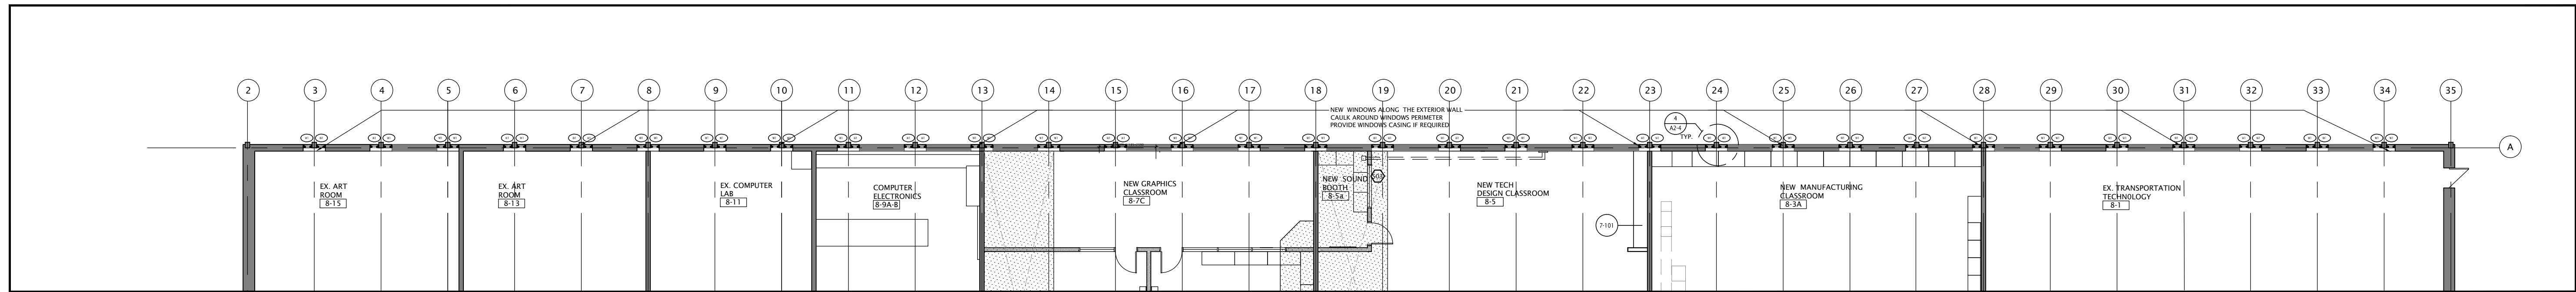 2 3 4 5 6 7 8 9 10 11 12 13 14 15 16 17 18 19 20 21 22 23 24 25 26 27 28 29 30 31 32 33 34 35
NEW WINDOWS ALONG THE EXTERIOR WALL
CAULK AROUND WINDOWS PERIMETER
PROVIDE WINDOWS CASING IF REQUIRED
4
A2-4
TYP.
A
EX. ART
ROOM
8-15
EX. ART
ROOM
8-13
EX. COMPUTER
LAB
8-11
COMPUTER
ELECTRONICS
8-9A-B
NEW GRAPHICS
CLASSROOM
8-7C
NEW SOUND
BOOTH
8-5a
NEW TECH
DESIGN CLASSROOM
8-5
7-101
NEW MANUFACTURING
CLASSROOM
8-3A
EX. TRANSPORTATION
TECHNOLOGY
8-1